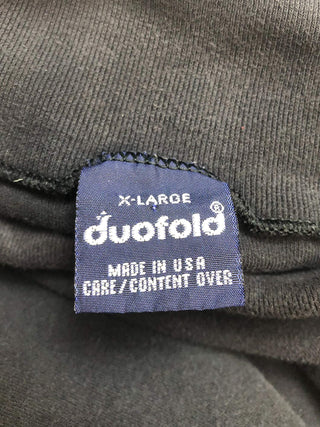 X-LARGE
duofold®
MADE IN USA
CARE/CONTENT OVER